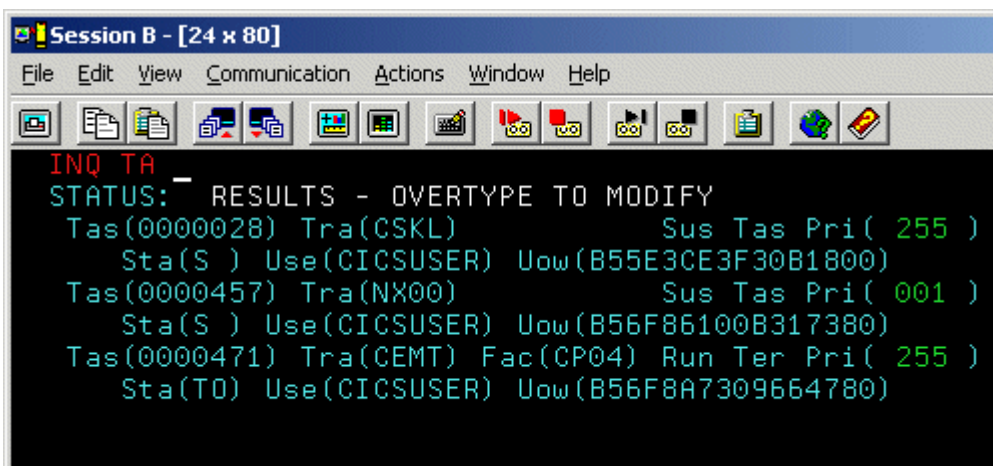 Session B - [24 x 80]
File Edit View Communication Actions Window Help
INQ TA
STATUS: RESULTS - OVERTYPE TO MODIFY
Tas(0000028) Tra(CSKL) Sus Tas Pri( 255 )
Sta(S ) Use(CICSUSER) Uow(B55E3CE3F30B1800)
Tas(0000457) Tra(NX00) Sus Tas Pri( 001 )
Sta(S ) Use(CICSUSER) Uow(B56F86100B317380)
Tas(0000471) Tra(CEMT) Fac(CP04) Run Ter Pri( 255 )
Sta(TO) Use(CICSUSER) Uow(B56F8A7309664780)